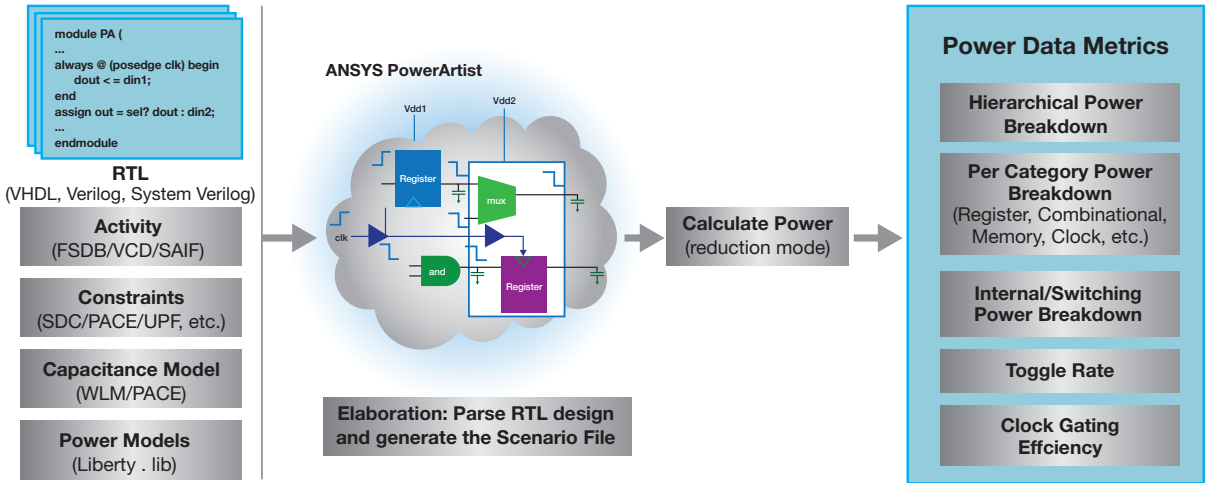 module PA (
...
always @ (posedge clk) begin
dout < = din1;
end
assign out = sel? dout : din2;
...
endmodule
RTL
(VHDL, Verilog, System Verilog)
Activity
(FSDB/VCD/SAIF)
Constraints
(SDC/PACE/UPF, etc.)
Capacitance Model
(WLM/PACE)
Power Models
(Liberty . lib)
ANSYS PowerArtist
Vdd1
Vdd2
Register
mux
clk
and
Register
Elaboration: Parse RTL design
and generate the Scenario File
Calculate Power
(reduction mode)
Power Data Metrics
Hierarchical Power
Breakdown
Per Category Power
Breakdown
(Register, Combinational,
Memory, Clock, etc.)
Internal/Switching
Power Breakdown
Toggle Rate
Clock Gating
Effciency